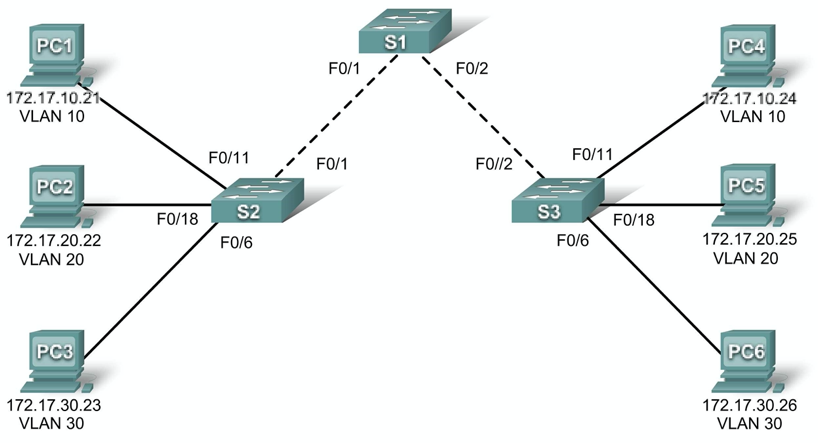 PC1
172.17.10.21
VLAN 10
S1
F0/1
F0/2
PC4
172.17.10.24
VLAN 10
F0/11
F0/1
F0//2
F0/11
PC2
172.17.20.22
VLAN 20
F0/18
S2
F0/6
S3
F0/18
F0/6
PC5
172.17.20.25
VLAN 20
PC3
172.17.30.23
VLAN 30
PC6
172.17.30.26
VLAN 30